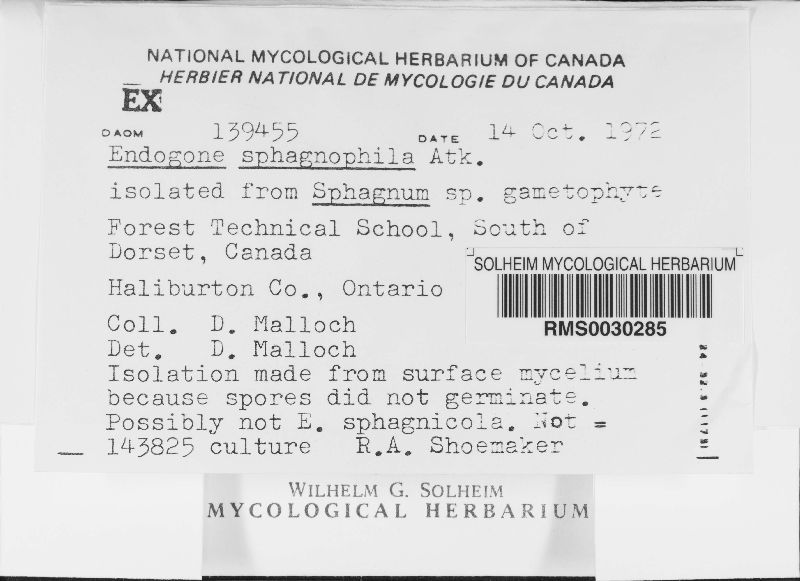 NATIONAL MYCOLOGICAL HERBARIUM OF CANADA
HERBIER NATIONAL DE MYCOLOGIE DU CANADA
EX
DAOM 139455 DATE 14 Oct. 1972
Endogone sphagnophila Atk.
isolated from Sphagnum sp. gametophyte
Forest Technical School, South of
Dorset, Canada
Haliburton Co., Ontario
SOLHEIM MYCOLOGICAL HERBARIUM
RMS0030285
Coll. D. Malloch
Det. D. Malloch
Isolation made from surface mycelium
because spores did not germinate.
Possibly not E. sphagnicola. Not =
143825 culture R.A. Shoemaker
WILHELM G. SOLHEIM
MYCOLOGICAL HERBARIUM